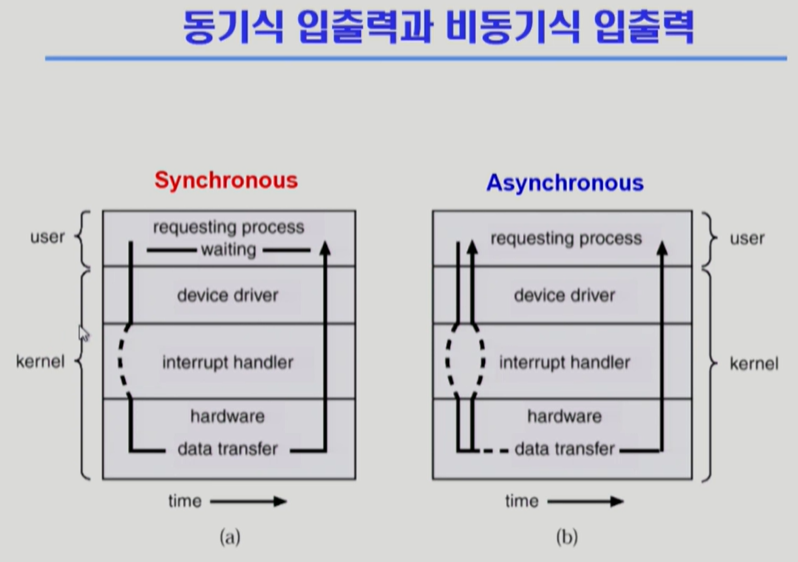 동기식 입출력과 비동기식 입출력
Synchronous
user
requesting process
waiting
device driver
kernel
interrupt handler
hardware
data transfer
time
(a)
Asynchronous
requesting process
user
device driver
interrupt handler
kernel
hardware
data transfer
time
(b)